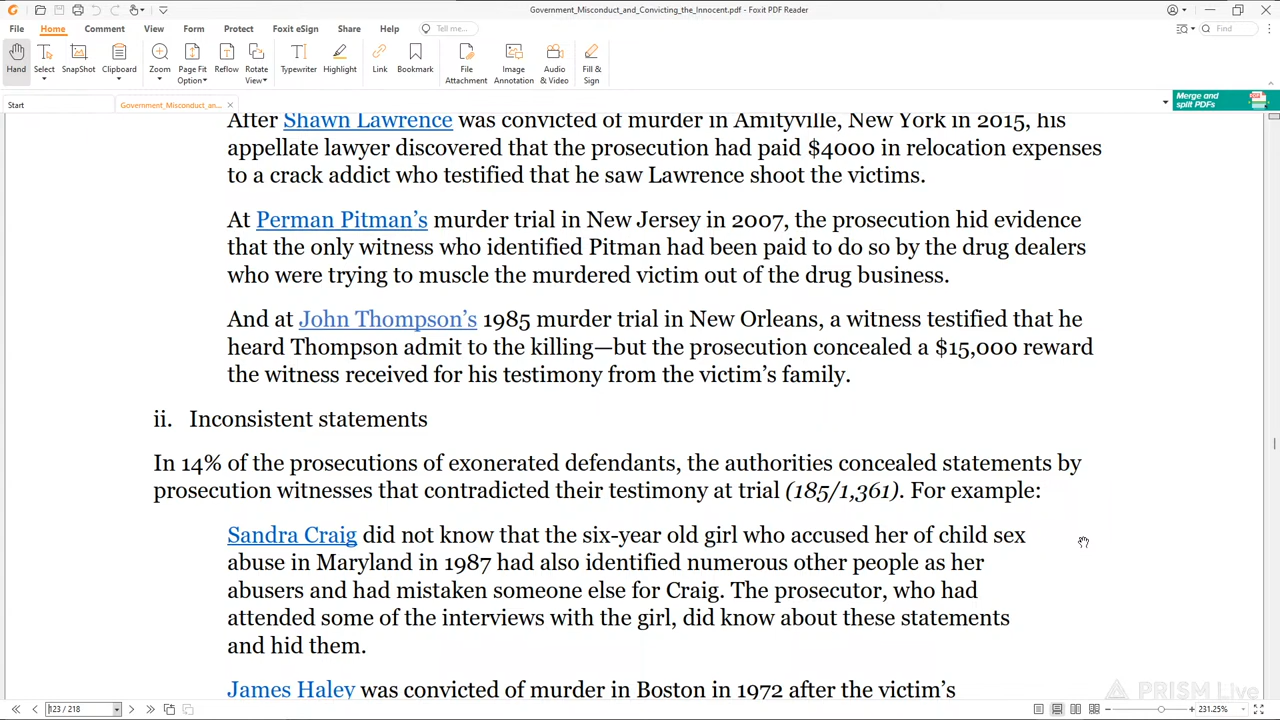 Government_Misconduct_and_Convicting_the_Innocent.pdf - Foxit PDF Reader
File Home Comment View Form Protect Foxit eSign Share Help Tell me... Find
Hand Select SnapShot Clipboard Zoom Page Fit Option Reflow Rotate View Typewriter Highlight Link Bookmark File Attachment Image Annotation Audio & Video Fill & Sign
Start Government_Misconduct_an... Merge and split PDFs
After Shawn Lawrence was convicted of murder in Amityville, New York in 2015, his
appellate lawyer discovered that the prosecution had paid $4000 in relocation expenses
to a crack addict who testified that he saw Lawrence shoot the victims.
At Perman Pitman’s murder trial in New Jersey in 2007, the prosecution hid evidence
that the only witness who identified Pitman had been paid to do so by the drug dealers
who were trying to muscle the murdered victim out of the drug business.
And at John Thompson’s 1985 murder trial in New Orleans, a witness testified that he
heard Thompson admit to the killing—but the prosecution concealed a $15,000 reward
the witness received for his testimony from the victim’s family.
ii. Inconsistent statements
In 14% of the prosecutions of exonerated defendants, the authorities concealed statements by
prosecution witnesses that contradicted their testimony at trial (185/1,361). For example:
Sandra Craig did not know that the six-year old girl who accused her of child sex
abuse in Maryland in 1987 had also identified numerous other people as her
abusers and had mistaken someone else for Craig. The prosecutor, who had
attended some of the interviews with the girl, did know about these statements
and hid them.
James Haley was convicted of murder in Boston in 1972 after the victim’s
PRISM Live
123 / 218 231.25%